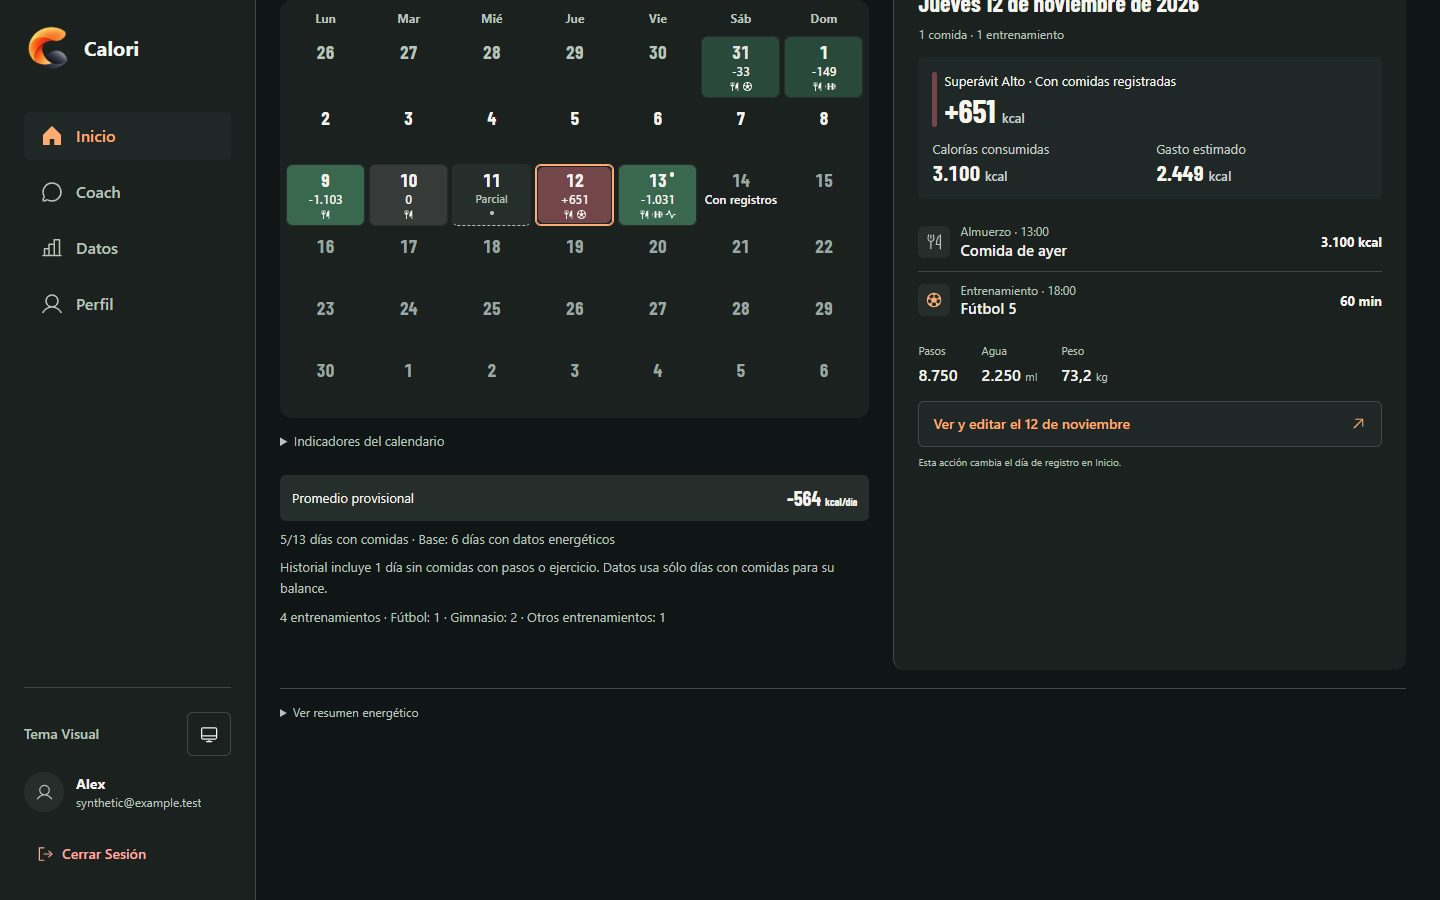 Calori
Inicio
Coach
Datos
Perfil
Tema Visual
Alex
synthetic@example.test
Cerrar Sesión
Lun Mar Mié Jue Vie Sáb Dom
26 27 28 29 30 31 1
-33 -149
2 3 4 5 6 7 8
9 10 11 12 13 14 15
-1.103 0 Parcial +651 -1.031 Con registros
16 17 18 19 20 21 22
23 24 25 26 27 28 29
30 1 2 3 4 5 6
Indicadores del calendario
Promedio provisional -564 kcal/día
5/13 días con comidas · Base: 6 días con datos energéticos
Historial incluye 1 día sin comidas con pasos o ejercicio. Datos usa sólo días con comidas para su
balance.
4 entrenamientos · Fútbol: 1 · Gimnasio: 2 · Otros entrenamientos: 1
Ver resumen energético
Jueves 12 de noviembre de 2026
1 comida · 1 entrenamiento
Superávit Alto · Con comidas registradas
+651 kcal
Calorías consumidas Gasto estimado
3.100 kcal 2.449 kcal
Almuerzo · 13:00
Comida de ayer 3.100 kcal
Entrenamiento · 18:00
Fútbol 5 60 min
Pasos Agua Peso
8.750 2.250 ml 73,2 kg
Ver y editar el 12 de noviembre
Esta acción cambia el día de registro en Inicio.